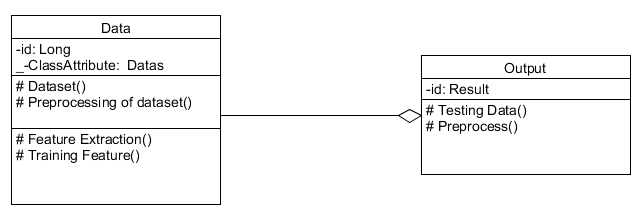 Data
-id: Long
_-ClassAttribute: Datas
# Dataset()
# Preprocessing of dataset()
# Feature Extraction()
# Training Feature()
Output
-id: Result
# Testing Data()
# Preprocess()